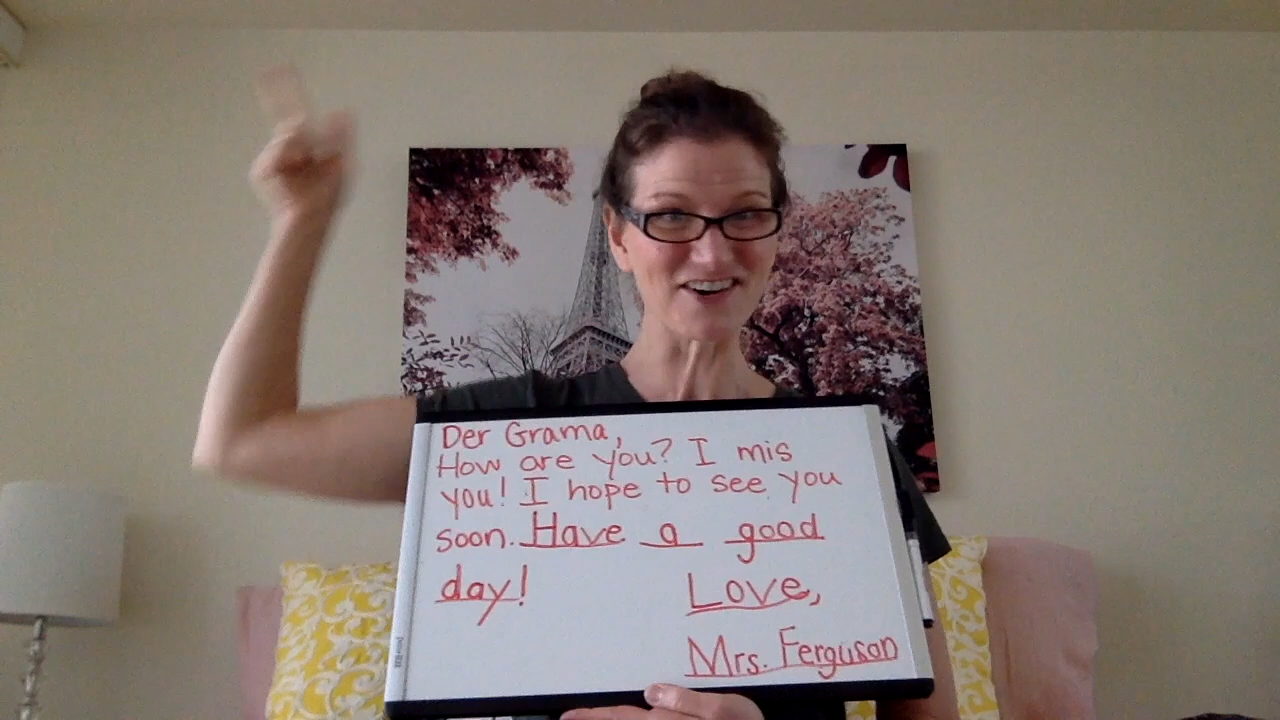 Der Grama,
How are you? I mis
you! I hope to see you
soon. Have a good
day! Love,
Mrs. Ferguson